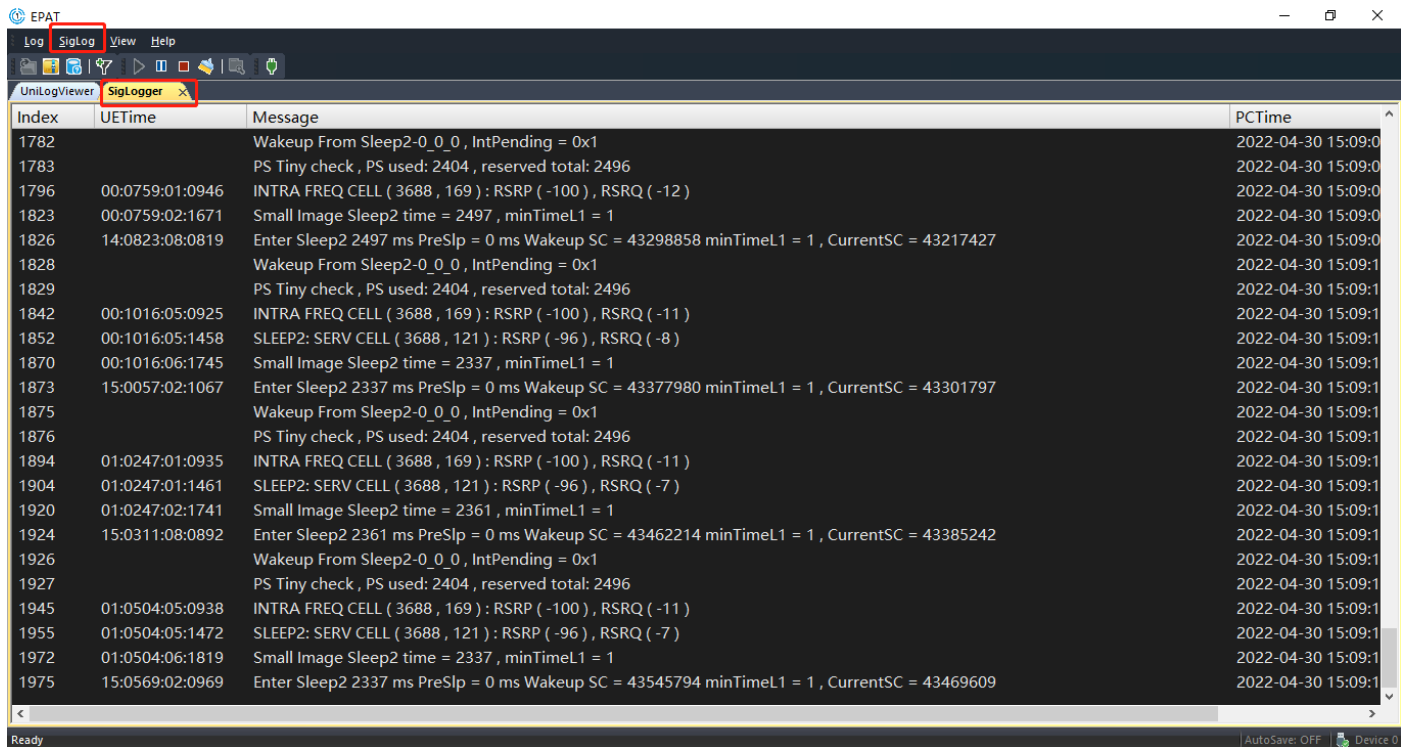 EPAT
Log SigLog View Help
UniLogViewer SigLogger
Index UETime Message PCTime
1782 Wakeup From Sleep2-0_0_0 , IntPending = 0x1 2022-04-30 15:09:0
1783 PS Tiny check , PS used: 2404 , reserved total: 2496 2022-04-30 15:09:0
1796 00:0759:01:0946 INTRA FREQ CELL ( 3688 , 169 ) : RSRP ( -100 ) , RSRQ ( -12 ) 2022-04-30 15:09:0
1823 00:0759:02:1671 Small Image Sleep2 time = 2497 , minTimeL1 = 1 2022-04-30 15:09:0
1826 14:0823:08:0819 Enter Sleep2 2497 ms PreSlp = 0 ms Wakeup SC = 43298858 minTimeL1 = 1 , CurrentSC = 43217427 2022-04-30 15:09:0
1828 Wakeup From Sleep2-0_0_0 , IntPending = 0x1 2022-04-30 15:09:1
1829 PS Tiny check , PS used: 2404 , reserved total: 2496 2022-04-30 15:09:1
1842 00:1016:05:0925 INTRA FREQ CELL ( 3688 , 169 ) : RSRP ( -100 ) , RSRQ ( -11 ) 2022-04-30 15:09:1
1852 00:1016:05:1458 SLEEP2: SERV CELL ( 3688 , 121 ) : RSRP ( -96 ) , RSRQ ( -8 ) 2022-04-30 15:09:1
1870 00:1016:06:1745 Small Image Sleep2 time = 2337 , minTimeL1 = 1 2022-04-30 15:09:1
1873 15:0057:02:1067 Enter Sleep2 2337 ms PreSlp = 0 ms Wakeup SC = 43377980 minTimeL1 = 1 , CurrentSC = 43301797 2022-04-30 15:09:1
1875 Wakeup From Sleep2-0_0_0 , IntPending = 0x1 2022-04-30 15:09:1
1876 PS Tiny check , PS used: 2404 , reserved total: 2496 2022-04-30 15:09:1
1894 01:0247:01:0935 INTRA FREQ CELL ( 3688 , 169 ) : RSRP ( -100 ) , RSRQ ( -11 ) 2022-04-30 15:09:1
1904 01:0247:01:1461 SLEEP2: SERV CELL ( 3688 , 121 ) : RSRP ( -96 ) , RSRQ ( -7 ) 2022-04-30 15:09:1
1920 01:0247:02:1741 Small Image Sleep2 time = 2361 , minTimeL1 = 1 2022-04-30 15:09:1
1924 15:0311:08:0892 Enter Sleep2 2361 ms PreSlp = 0 ms Wakeup SC = 43462214 minTimeL1 = 1 , CurrentSC = 43385242 2022-04-30 15:09:1
1926 Wakeup From Sleep2-0_0_0 , IntPending = 0x1 2022-04-30 15:09:1
1927 PS Tiny check , PS used: 2404 , reserved total: 2496 2022-04-30 15:09:1
1945 01:0504:05:0938 INTRA FREQ CELL ( 3688 , 169 ) : RSRP ( -100 ) , RSRQ ( -11 ) 2022-04-30 15:09:1
1955 01:0504:05:1472 SLEEP2: SERV CELL ( 3688 , 121 ) : RSRP ( -96 ) , RSRQ ( -7 ) 2022-04-30 15:09:1
1972 01:0504:06:1819 Small Image Sleep2 time = 2337 , minTimeL1 = 1 2022-04-30 15:09:1
1975 15:0569:02:0969 Enter Sleep2 2337 ms PreSlp = 0 ms Wakeup SC = 43545794 minTimeL1 = 1 , CurrentSC = 43469609 2022-04-30 15:09:1
Ready AutoSave: OFF Device 0